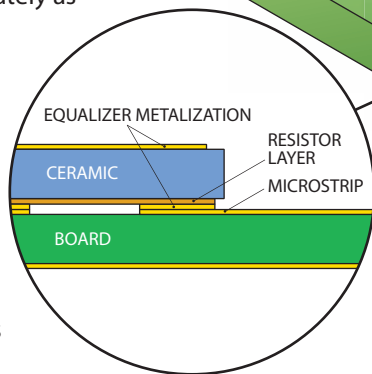 EQUALIZER METALIZATION
RESISTOR
LAYER
CERAMIC
MICROSTRIP
BOARD